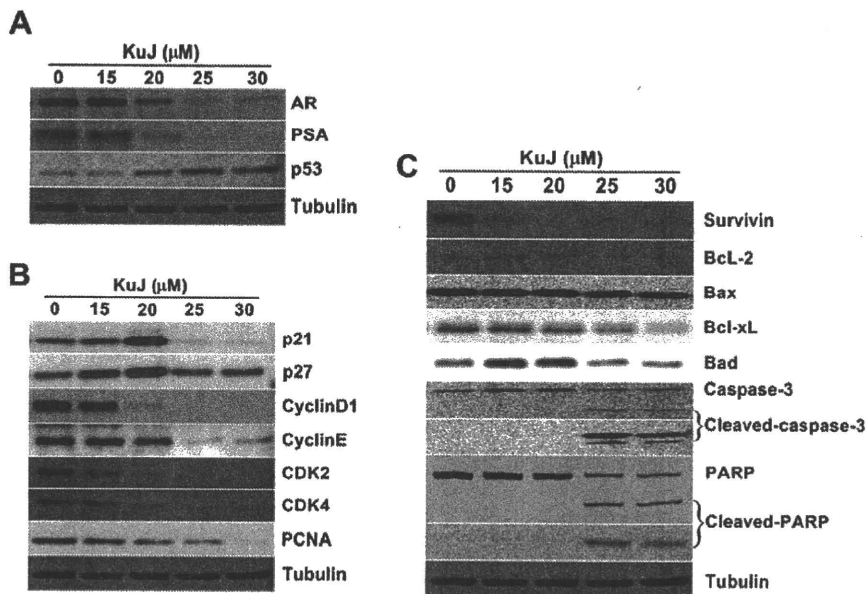 A
KuJ (μM)
0 15 20 25 30
AR
PSA
p53
Tubulin
B
KuJ (μM)
0 15 20 25 30
p21
p27
CyclinD1
CyclinE
CDK2
CDK4
PCNA
Tubulin
C
KuJ (μM)
0 15 20 25 30
Survivin
BcL-2
Bax
Bcl-xL
Bad
Caspase-3
Cleaved-caspase-3
PARP
Cleaved-PARP
Tubulin